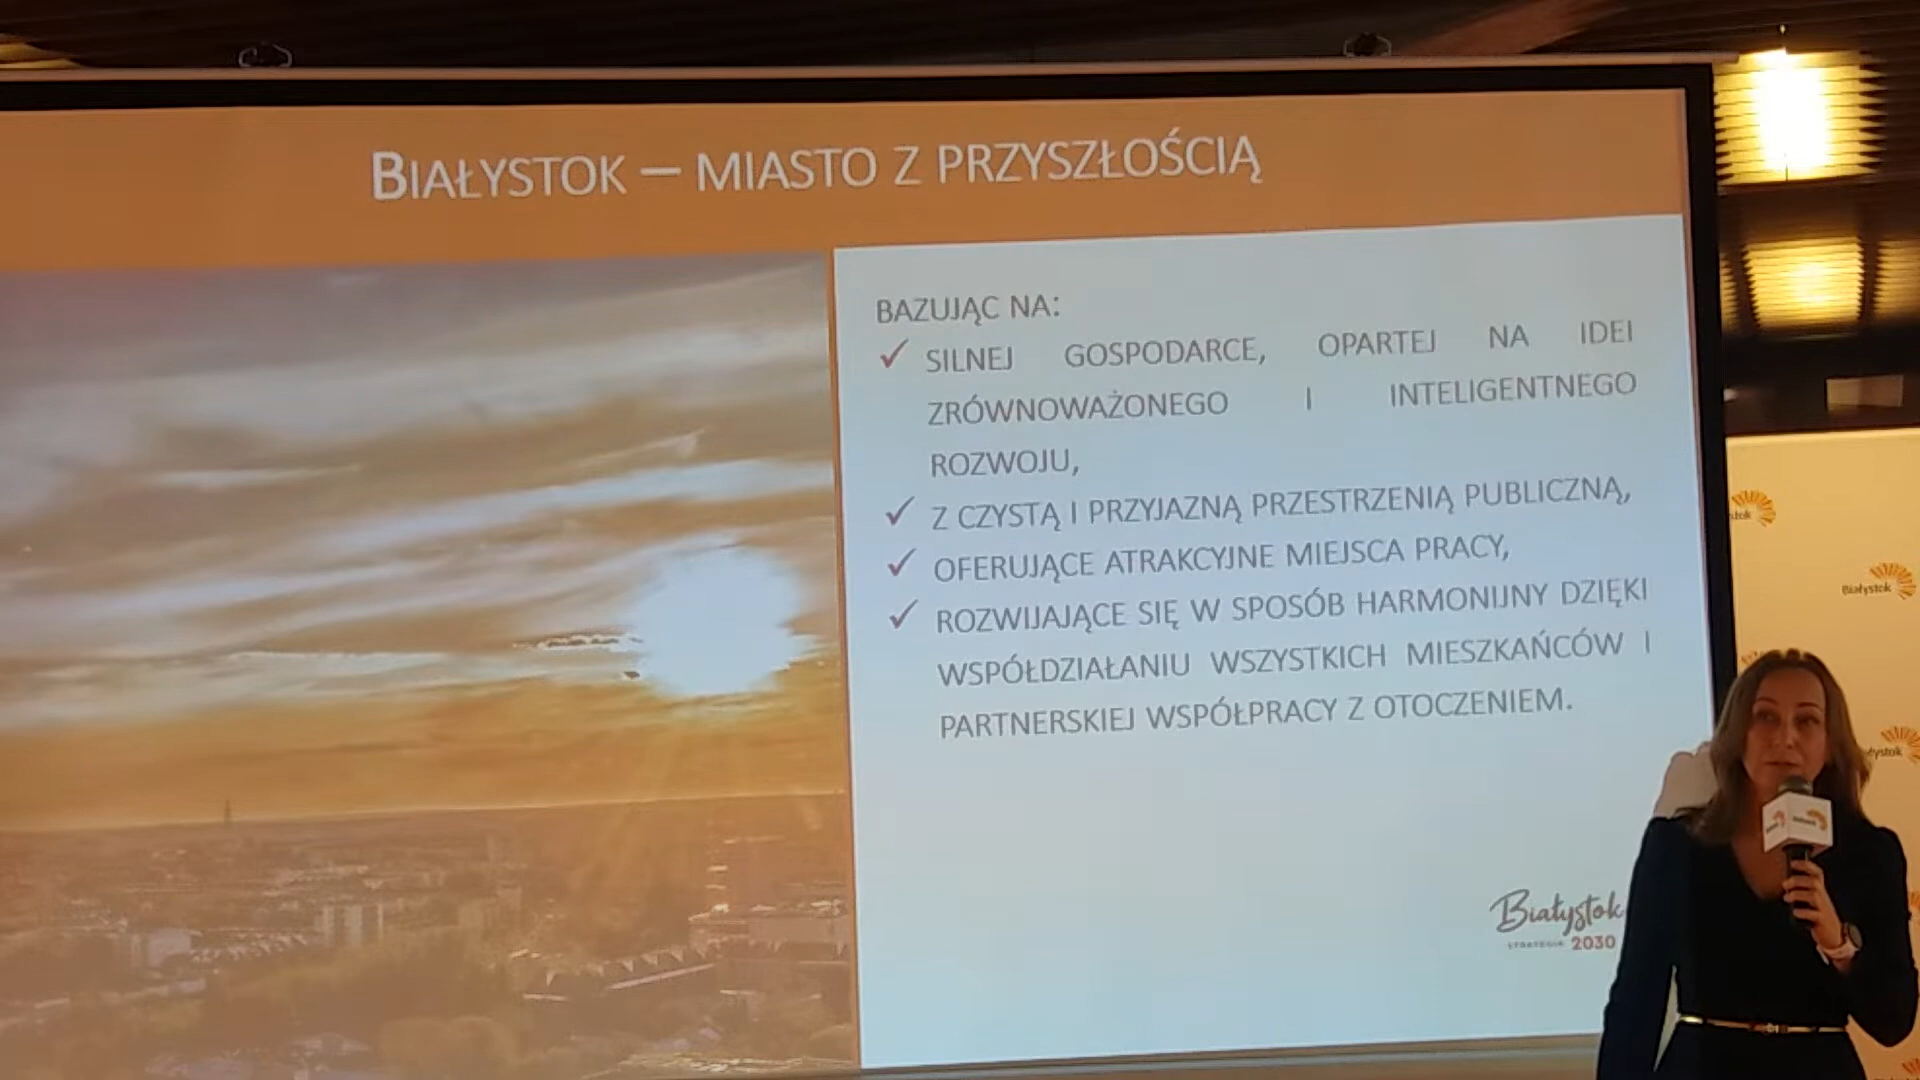 BIAŁYSTOK – MIASTO Z PRZYSZŁOŚCIĄ
BAZUJĄC NA:
✓ SILNEJ GOSPODARCE, OPARTEJ NA IDEI
ZRÓWNOWAŻONEGO I INTELIGENTNEGO
ROZWOJU,
✓ Z CZYSTĄ I PRZYJAZNĄ PRZESTRZENIĄ PUBLICZNĄ,
✓ OFERUJĄCE ATRAKCYJNE MIEJSCA PRACY,
✓ ROZWIJAJĄCE SIĘ W SPOSÓB HARMONIJNY DZIĘKI
WSPÓŁDZIAŁANIU WSZYSTKICH MIESZKAŃCÓW I
PARTNERSKIEJ WSPÓŁPRACY Z OTOCZENIEM.
Białystok
STRATEGIA 2030
Białystok